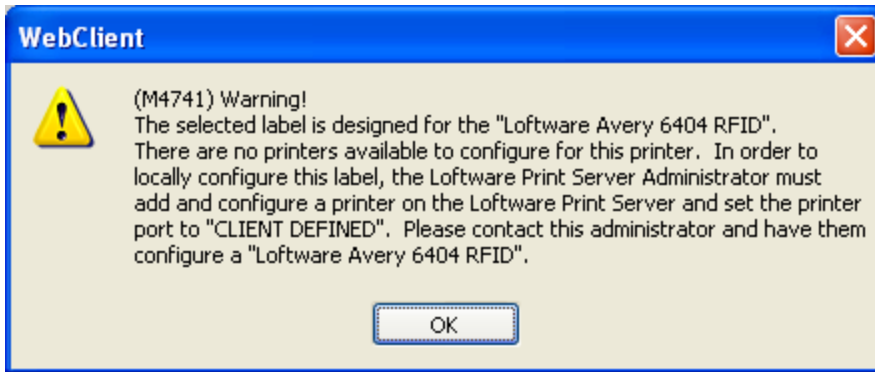 WebClient
(M4741) Warning!
The selected label is designed for the "Loftware Avery 6404 RFID".
There are no printers available to configure for this printer. In order to
locally configure this label, the Loftware Print Server Administrator must
add and configure a printer on the Loftware Print Server and set the printer
port to "CLIENT DEFINED". Please contact this administrator and have them
configure a "Loftware Avery 6404 RFID".
OK